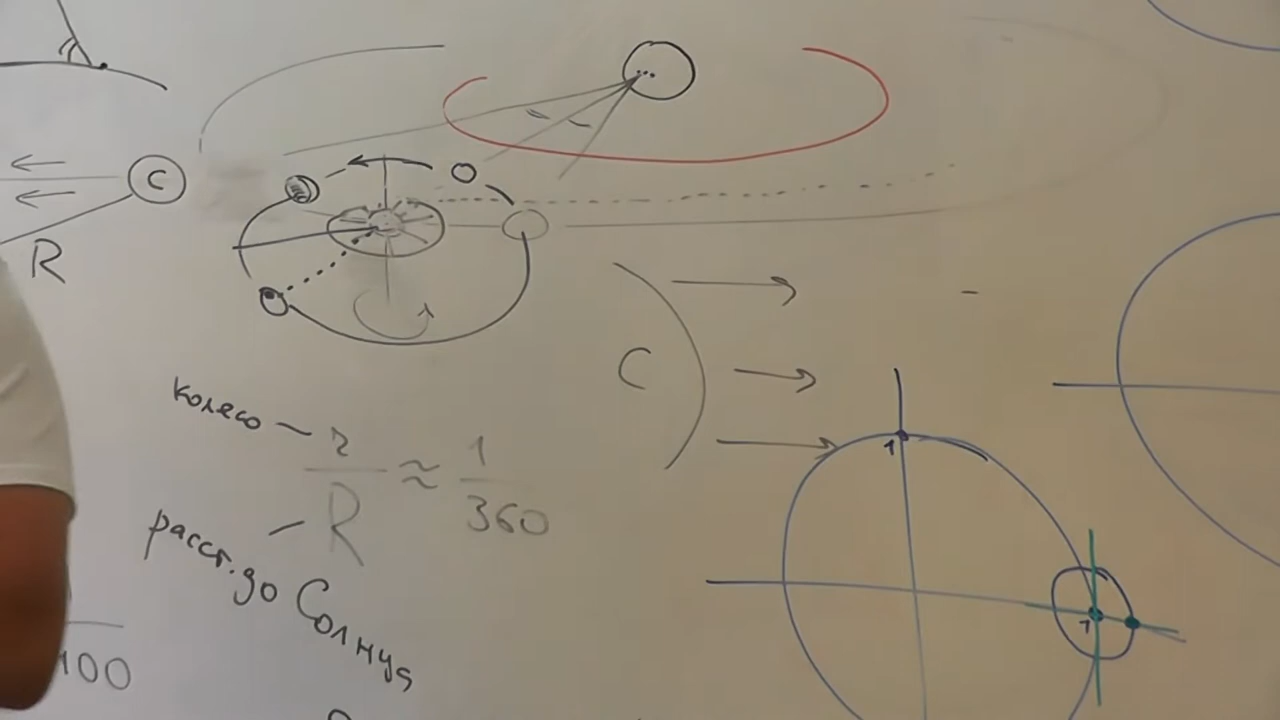 C
R
C
колесо – r/R ≈ 1/360
расст. до Солнца – R
1
1
100